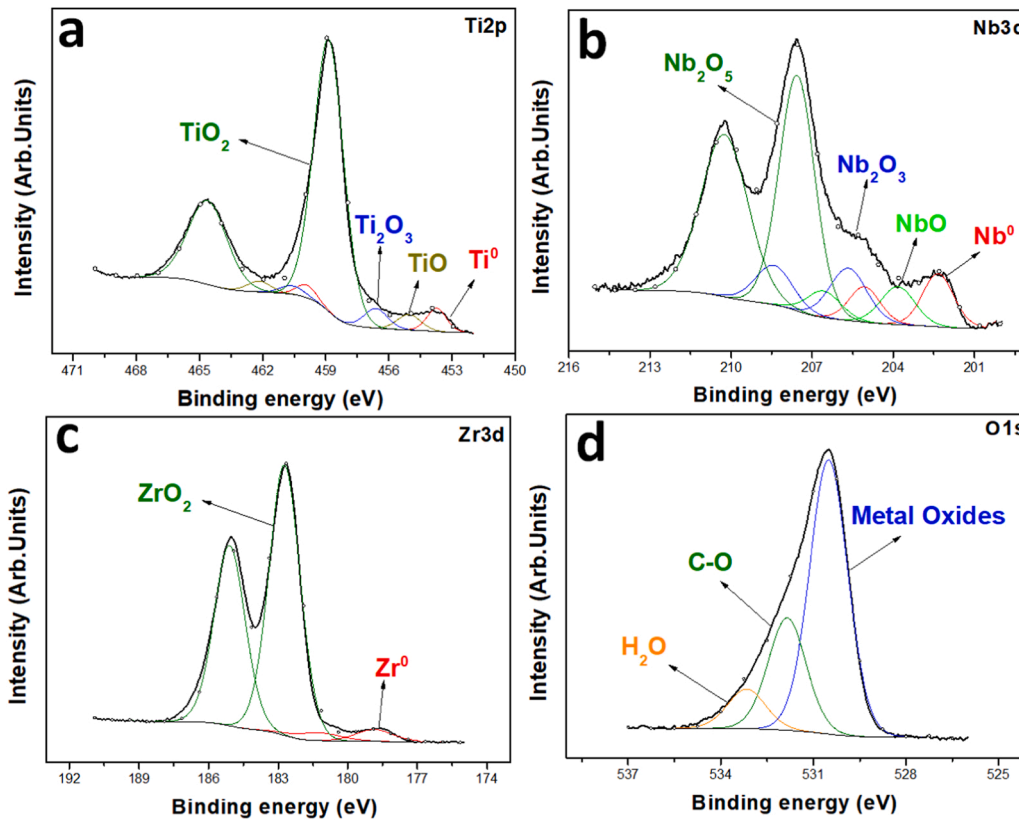 a
Ti2p
TiO₂
Ti₂O₃
TiO
Ti⁰
Intensity (Arb.Units)
471 468 465 462 459 456 453 450
Binding energy (eV)
b
Nb3d
Nb₂O₅
Nb₂O₃
NbO
Nb⁰
Intensity (Arb.Units)
216 213 210 207 204 201
Binding energy (eV)
c
Zr3d
ZrO₂
Zr⁰
Intensity (Arb.Units)
192 189 186 183 180 177 174
Binding energy (eV)
d
O1s
Metal Oxides
C-O
H₂O
Intensity (Arb.Units)
537 534 531 528 525
Binding energy (eV)